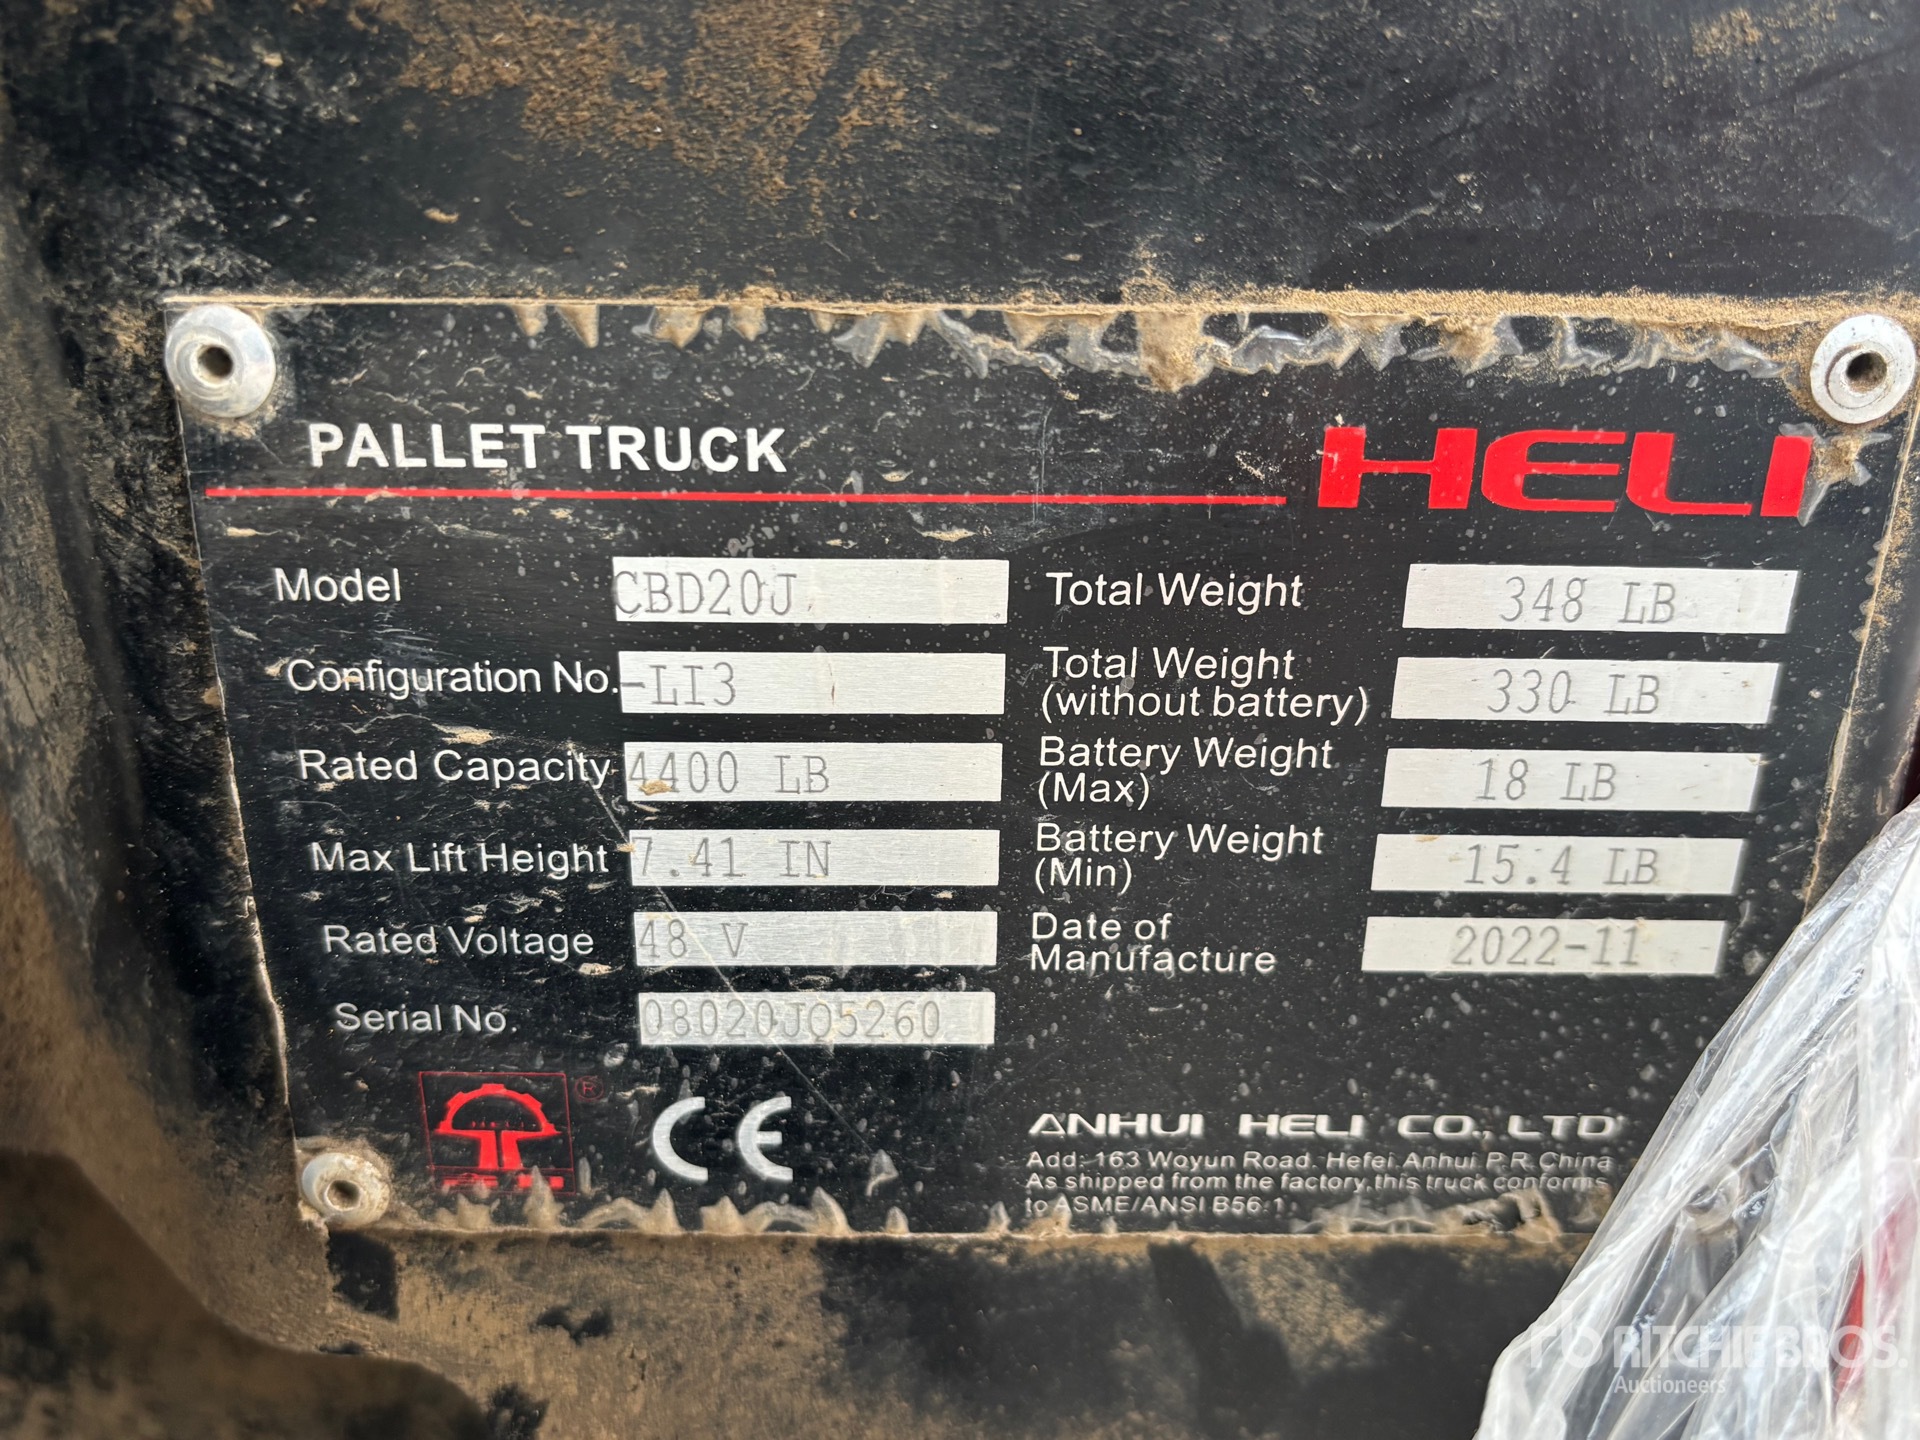 PALLET TRUCK
HELI
Model CBD20J
Configuration No. -LI3
Rated Capacity 4400 LB
Max Lift Height 7.41 IN
Rated Voltage 48 V
Serial No. 08020JQ5260
Total Weight 348 LB
Total Weight
(without battery) 330 LB
Battery Weight
(Max) 18 LB
Battery Weight
(Min) 15.4 LB
Date of
Manufacture 2022-11
®
CE
ANHUI HELI CO., LTD
Add: 163 Woyun Road. Hefei Anhui P.R.China
As shipped from the factory,this truck conforms
to ASME/ANSI B56.1.
RITCHIE BROS.
Auctioneers